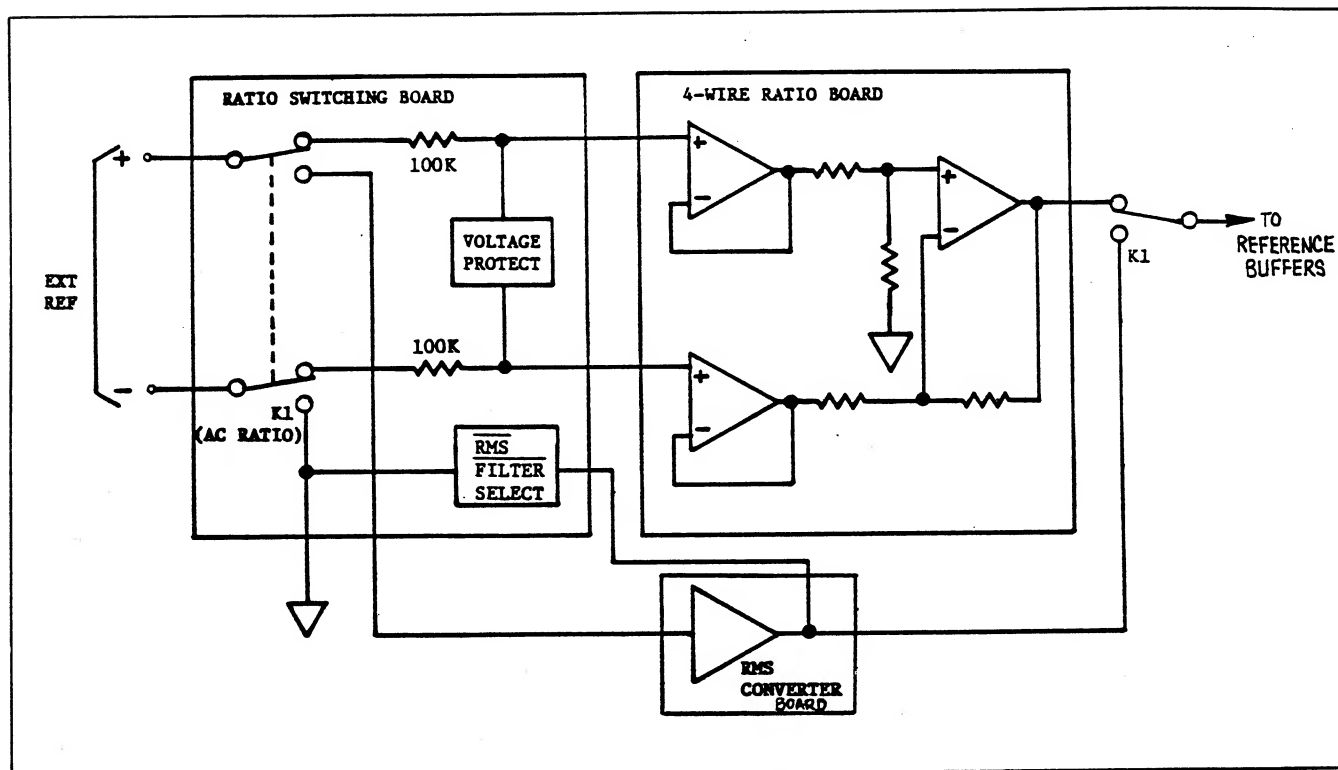 RATIO SWITCHING BOARD
4-WIRE RATIO BOARD
+
100K
+
-
+
-
TO
REFERENCE
BUFFERS
K1
VOLTAGE
PROTECT
EXT
REF
100K
-
K1
(AC RATIO)
+
-
RMS
FILTER
SELECT
RMS
CONVERTER
BOARD